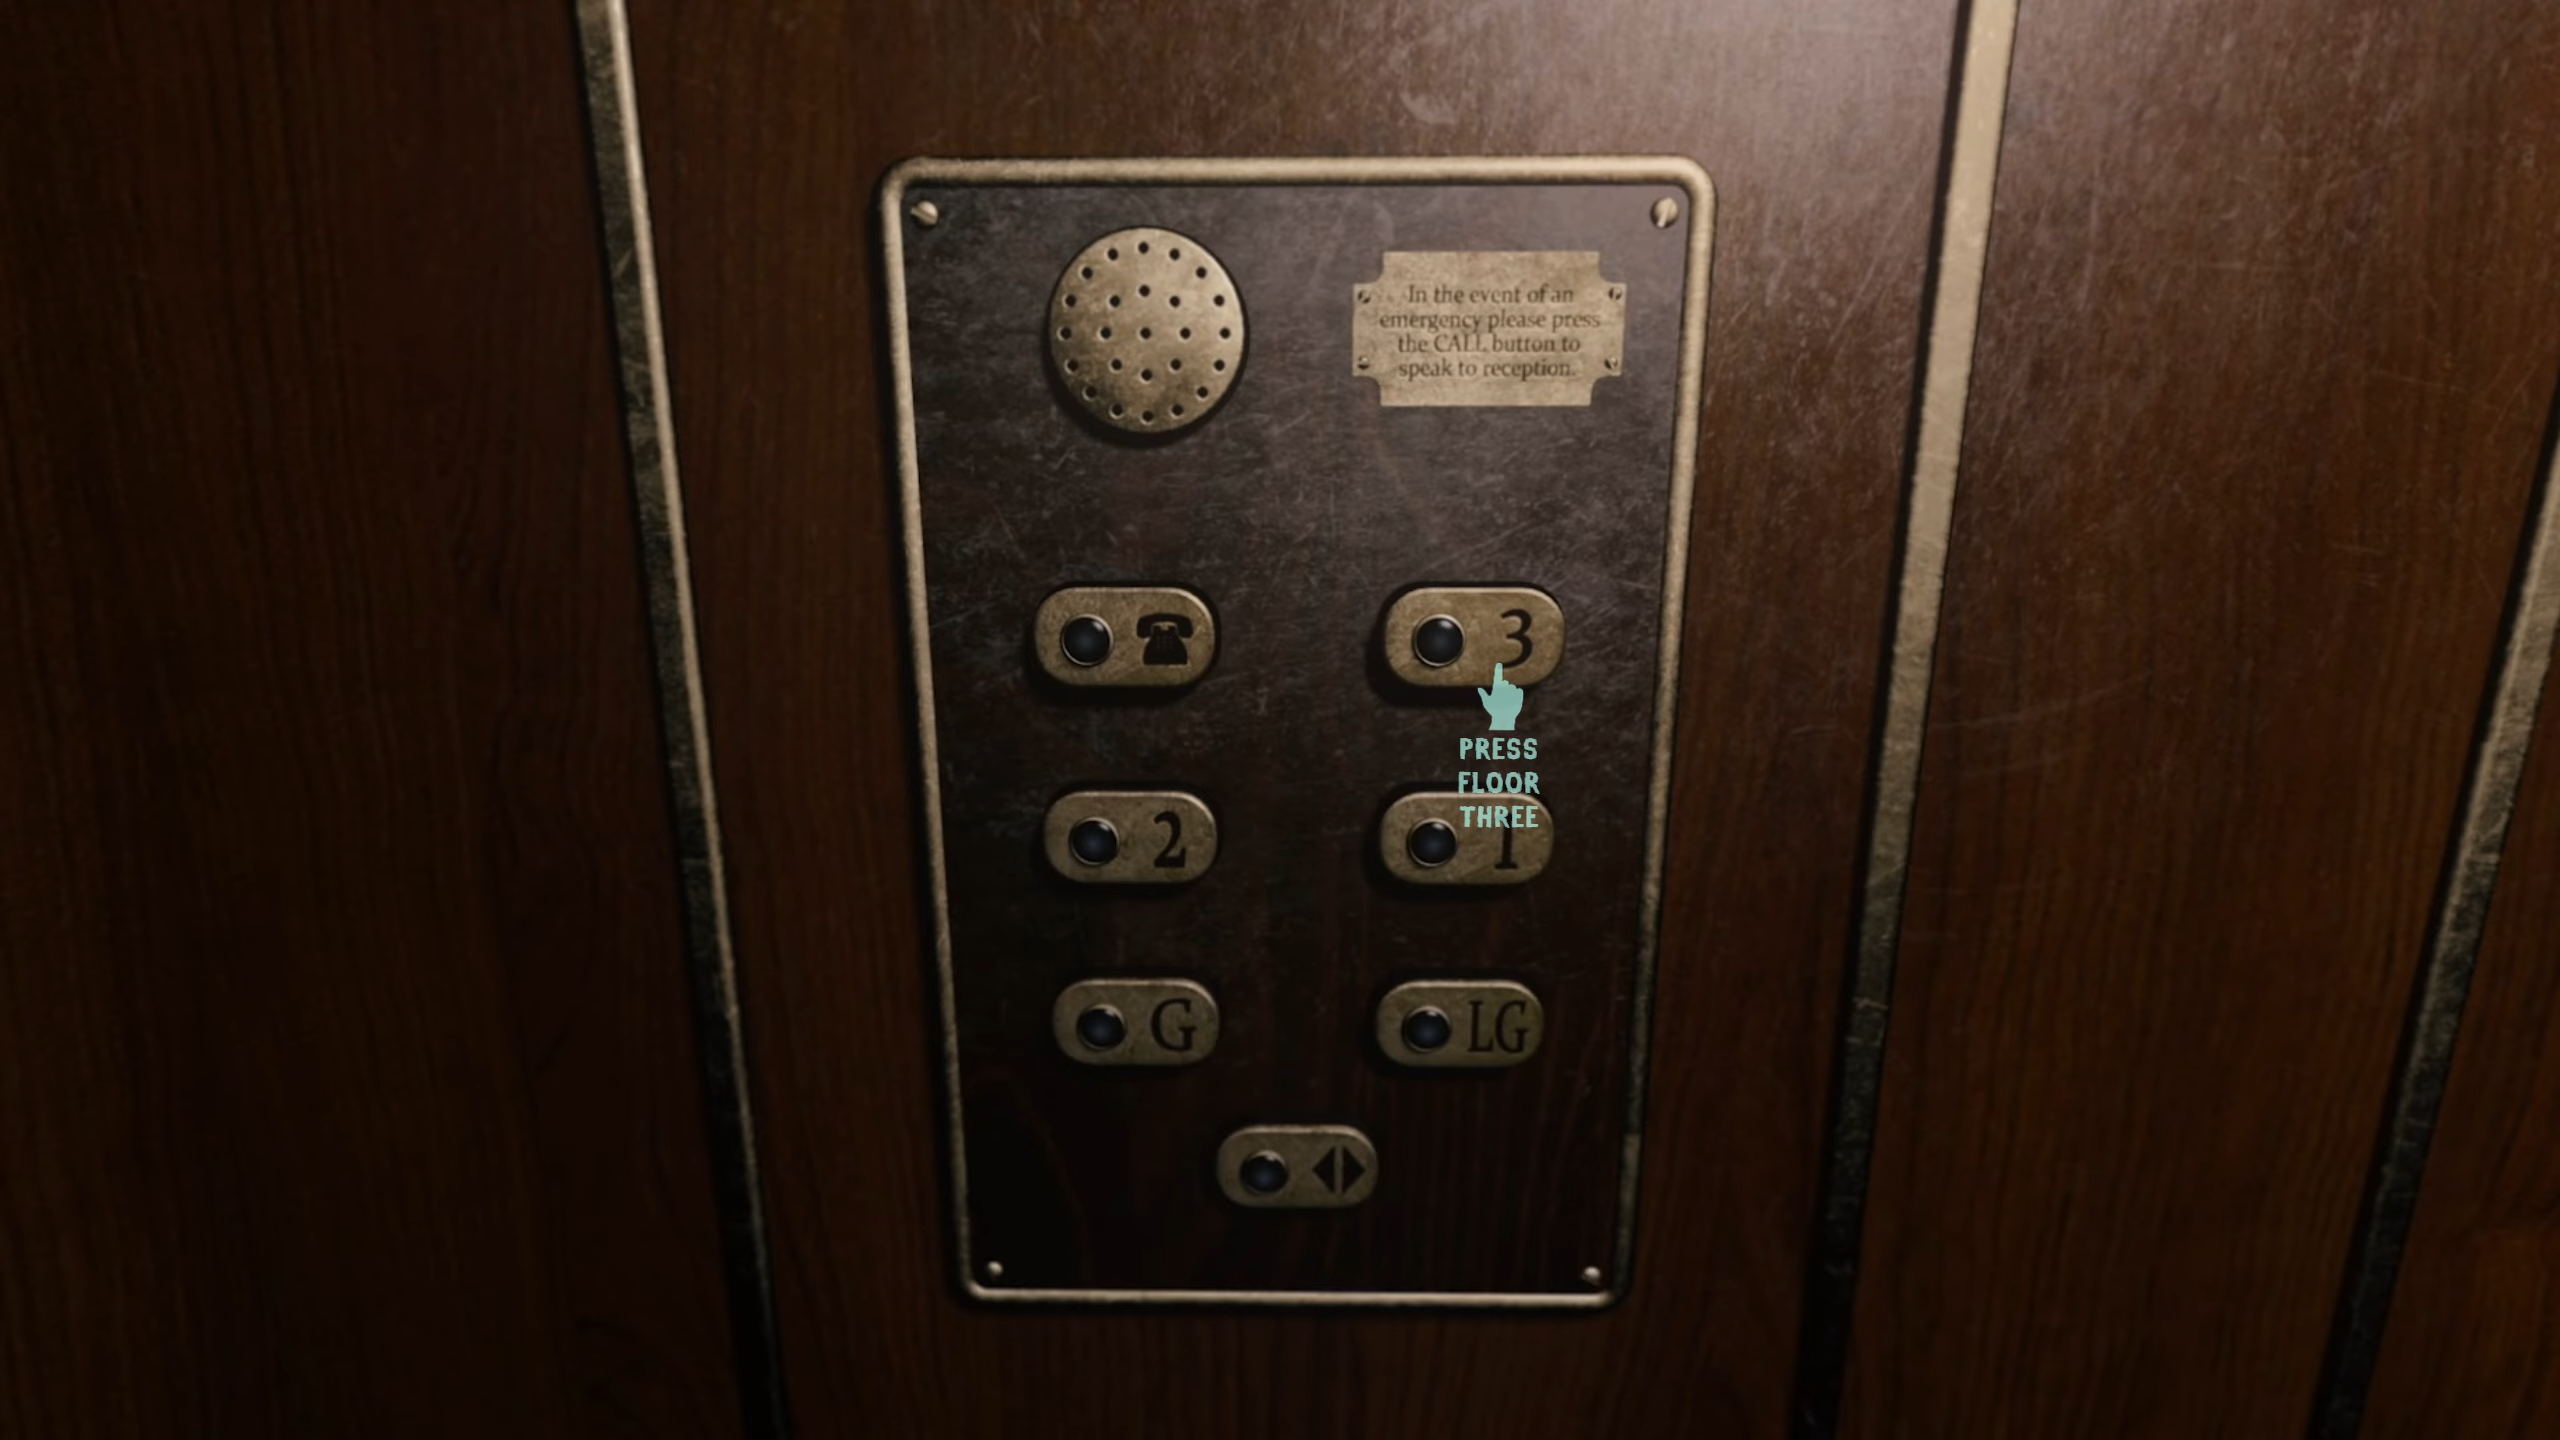 In the event of an
emergency please press
the CALL button to
speak to reception.
3
PRESS
FLOOR
THREE
2
1
G
LG